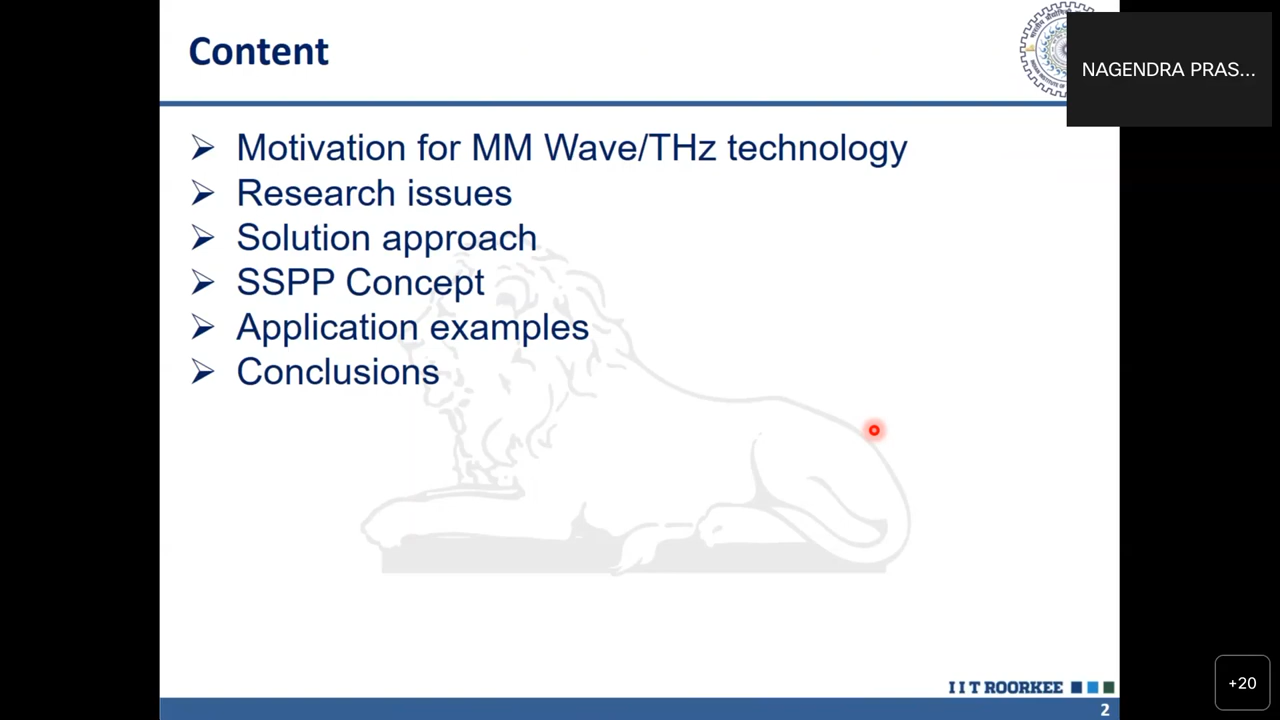 Content
NAGENDRA PRAS...
➢ Motivation for MM Wave/THz technology
➢ Research issues
➢ Solution approach
➢ SSPP Concept
➢ Application examples
➢ Conclusions
+20
I I T ROORKEE
2